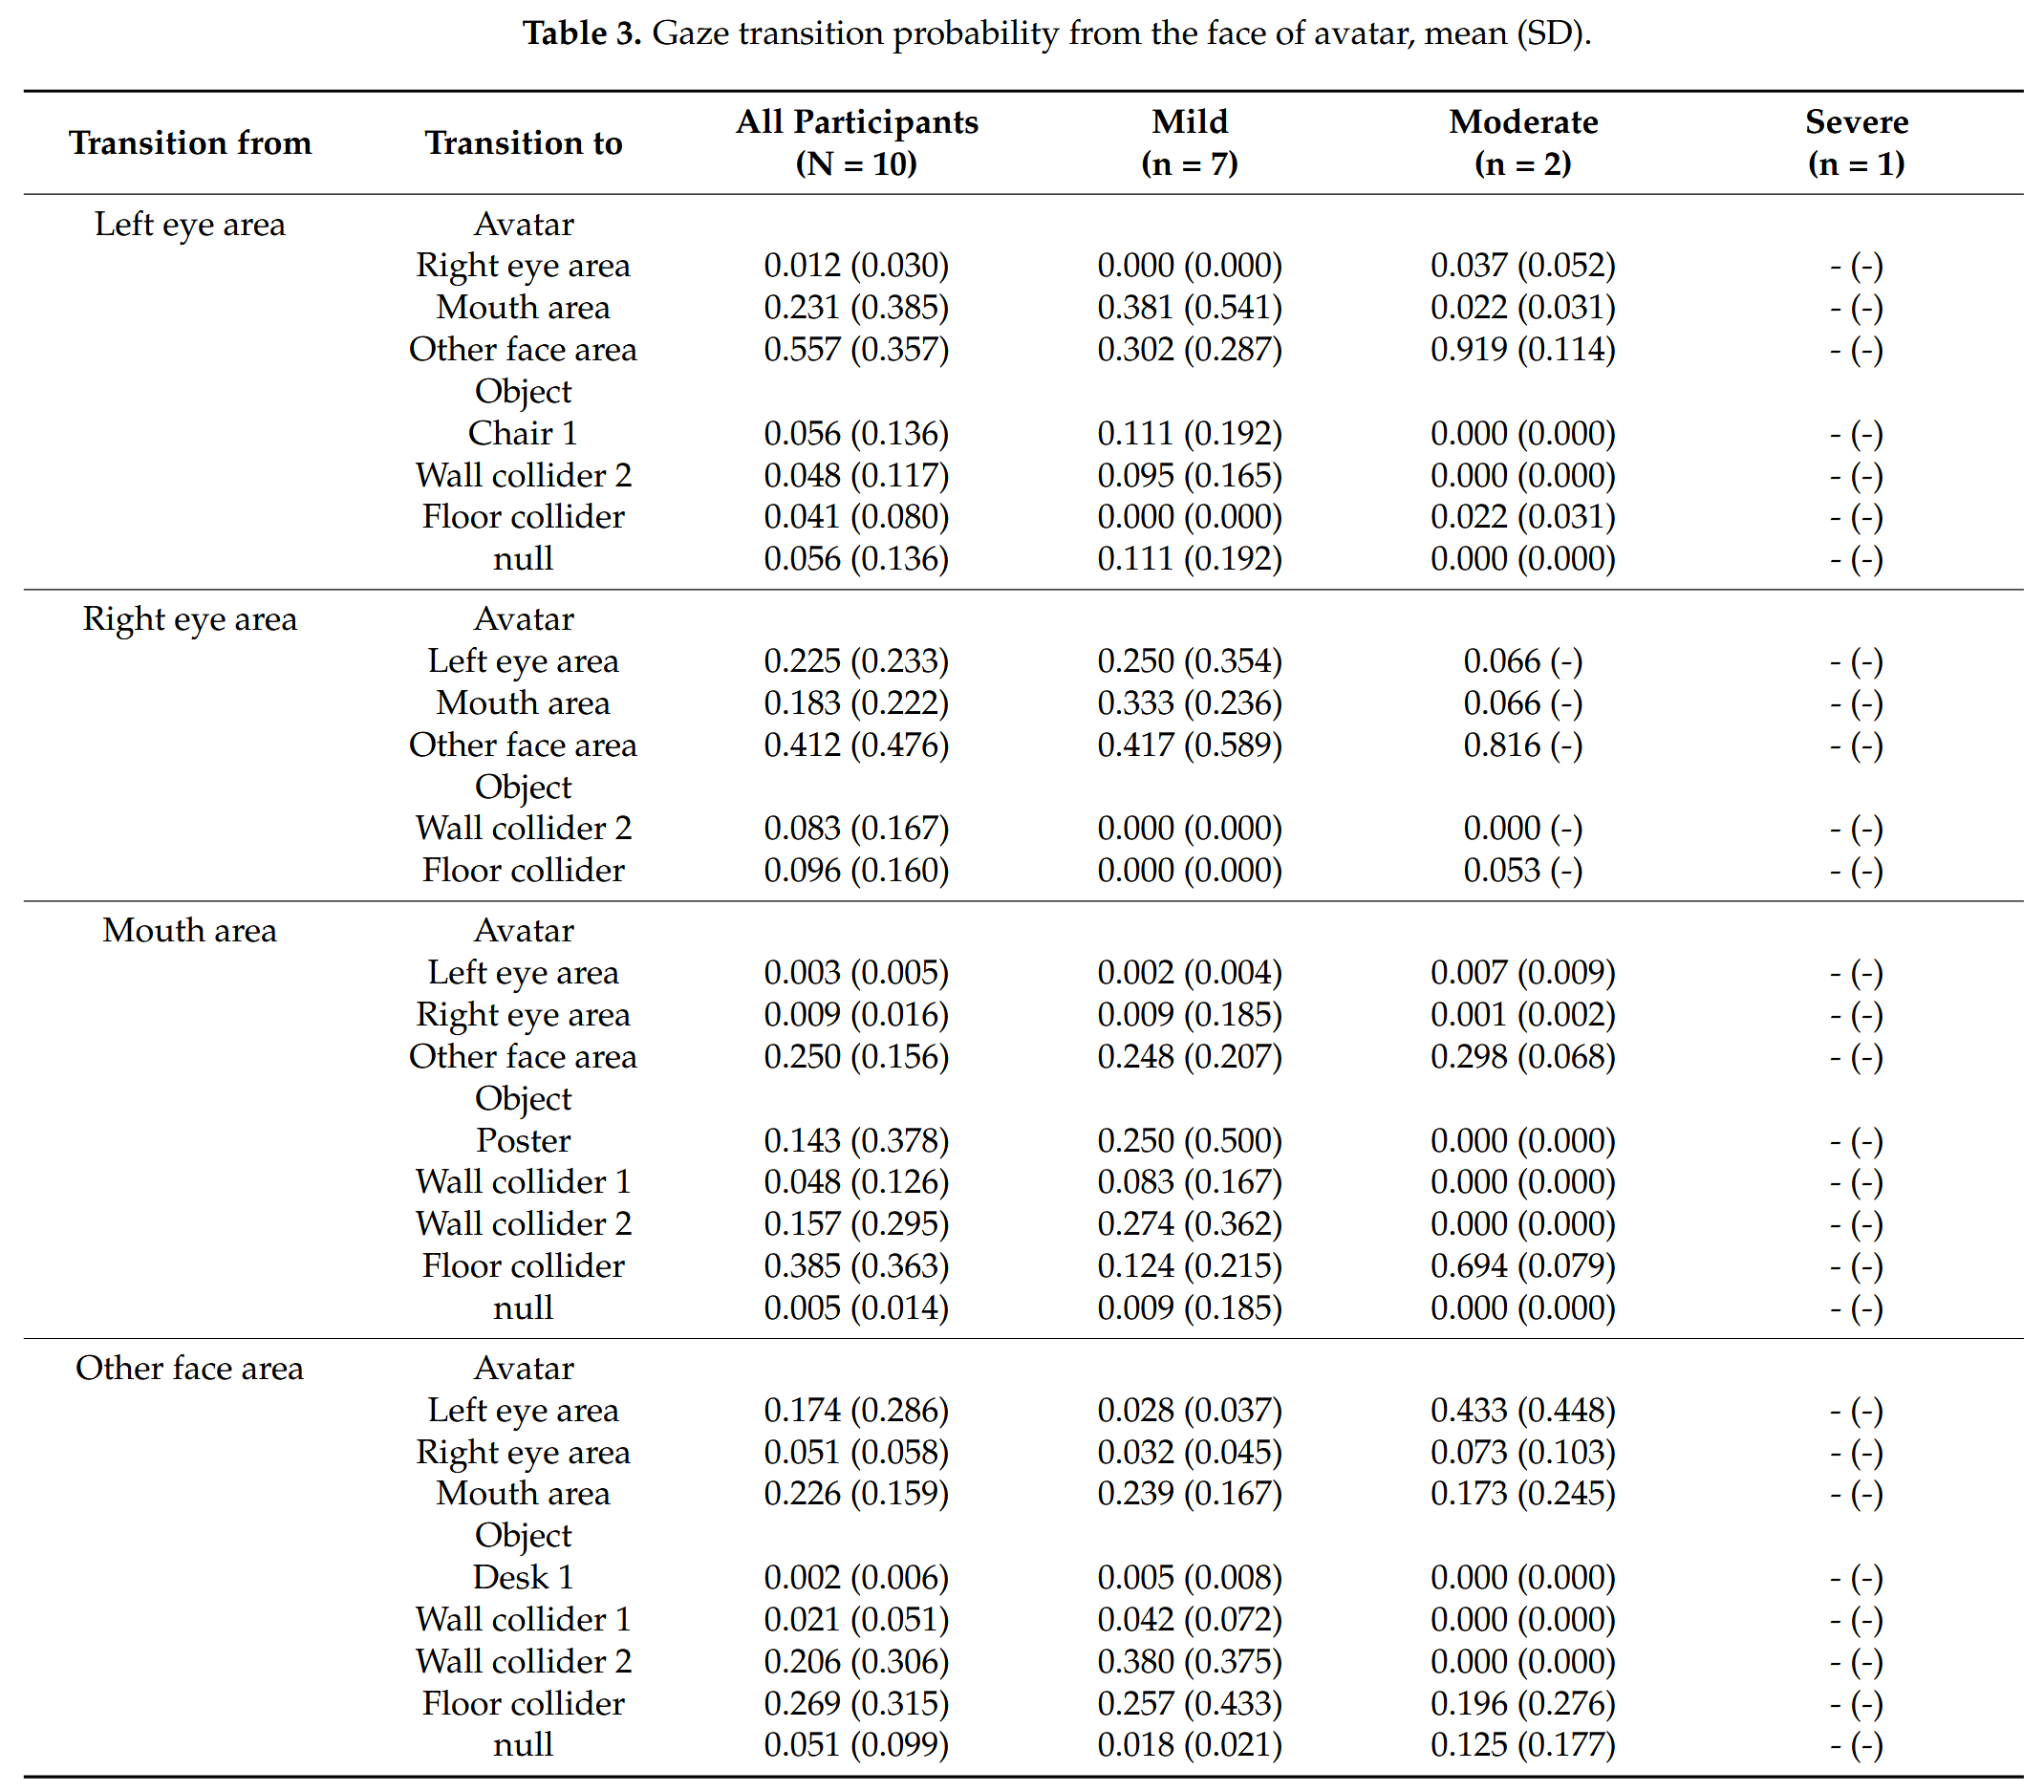 Table 3. Gaze transition probability from the face of avatar, mean (SD).
Transition from Transition to All Participants (N = 10) Mild (n = 7) Moderate (n = 2) Severe (n = 1)
Left eye area Avatar
Right eye area 0.012 (0.030) 0.000 (0.000) 0.037 (0.052) - (-)
Mouth area 0.231 (0.385) 0.381 (0.541) 0.022 (0.031) - (-)
Other face area 0.557 (0.357) 0.302 (0.287) 0.919 (0.114) - (-)
Object
Chair 1 0.056 (0.136) 0.111 (0.192) 0.000 (0.000) - (-)
Wall collider 2 0.048 (0.117) 0.095 (0.165) 0.000 (0.000) - (-)
Floor collider 0.041 (0.080) 0.000 (0.000) 0.022 (0.031) - (-)
null 0.056 (0.136) 0.111 (0.192) 0.000 (0.000) - (-)
Right eye area Avatar
Left eye area 0.225 (0.233) 0.250 (0.354) 0.066 (-) - (-)
Mouth area 0.183 (0.222) 0.333 (0.236) 0.066 (-) - (-)
Other face area 0.412 (0.476) 0.417 (0.589) 0.816 (-) - (-)
Object
Wall collider 2 0.083 (0.167) 0.000 (0.000) 0.000 (-) - (-)
Floor collider 0.096 (0.160) 0.000 (0.000) 0.053 (-) - (-)
Mouth area Avatar
Left eye area 0.003 (0.005) 0.002 (0.004) 0.007 (0.009) - (-)
Right eye area 0.009 (0.016) 0.009 (0.185) 0.001 (0.002) - (-)
Other face area 0.250 (0.156) 0.248 (0.207) 0.298 (0.068) - (-)
Object
Poster 0.143 (0.378) 0.250 (0.500) 0.000 (0.000) - (-)
Wall collider 1 0.048 (0.126) 0.083 (0.167) 0.000 (0.000) - (-)
Wall collider 2 0.157 (0.295) 0.274 (0.362) 0.000 (0.000) - (-)
Floor collider 0.385 (0.363) 0.124 (0.215) 0.694 (0.079) - (-)
null 0.005 (0.014) 0.009 (0.185) 0.000 (0.000) - (-)
Other face area Avatar
Left eye area 0.174 (0.286) 0.028 (0.037) 0.433 (0.448) - (-)
Right eye area 0.051 (0.058) 0.032 (0.045) 0.073 (0.103) - (-)
Mouth area 0.226 (0.159) 0.239 (0.167) 0.173 (0.245) - (-)
Object
Desk 1 0.002 (0.006) 0.005 (0.008) 0.000 (0.000) - (-)
Wall collider 1 0.021 (0.051) 0.042 (0.072) 0.000 (0.000) - (-)
Wall collider 2 0.206 (0.306) 0.380 (0.375) 0.000 (0.000) - (-)
Floor collider 0.269 (0.315) 0.257 (0.433) 0.196 (0.276) - (-)
null 0.051 (0.099) 0.018 (0.021) 0.125 (0.177) - (-)